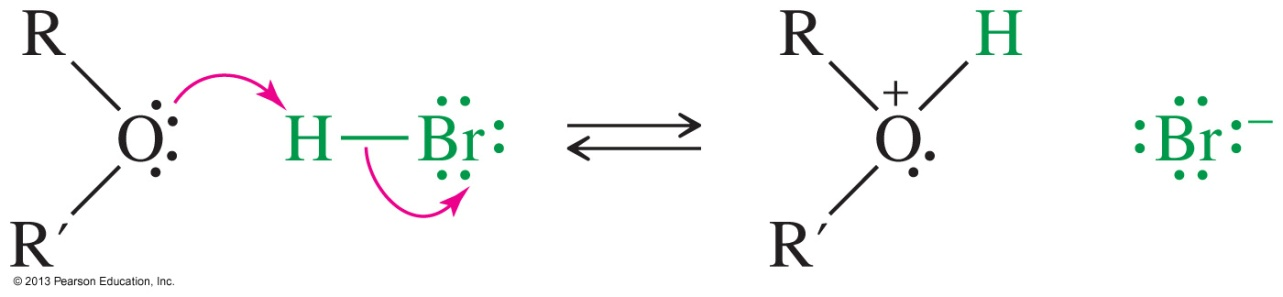 R R H
O H — Br + O Br −
R′ R′
© 2013 Pearson Education, Inc.